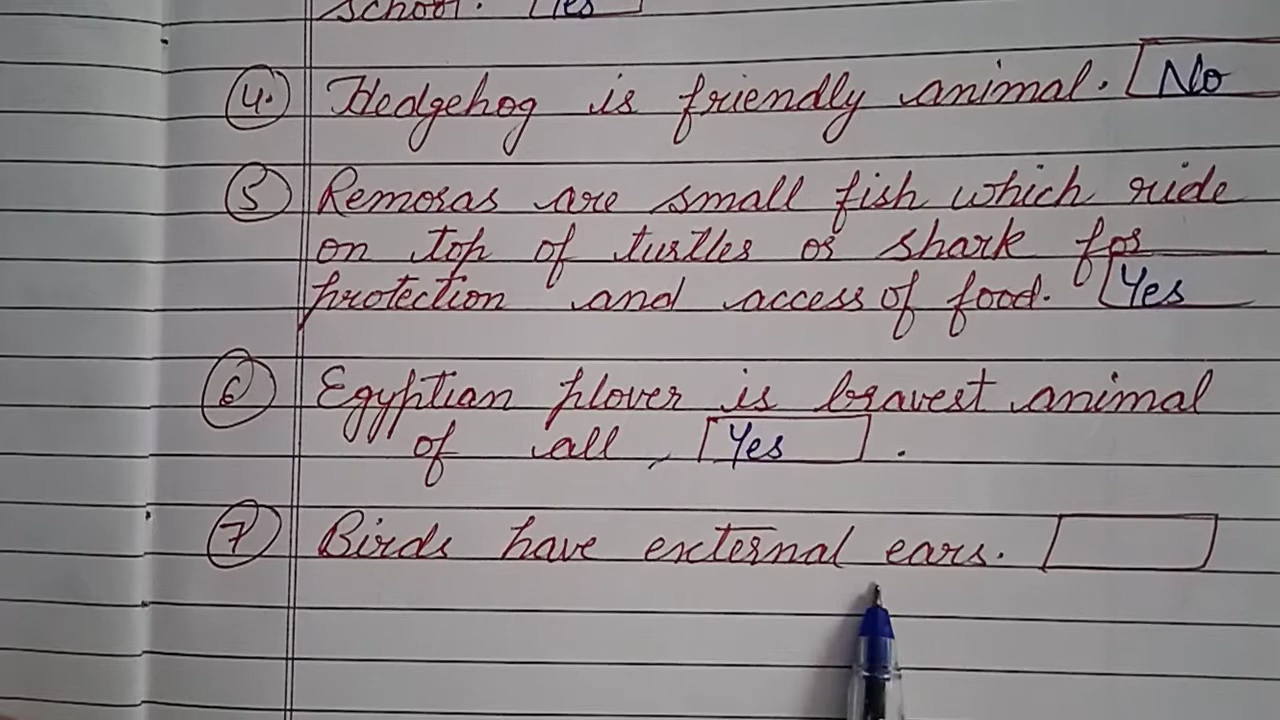 school. Yes
4. Hedgehog is friendly animal. No
5 Remoras are small fish which ride
on top of turtles or shark for
protection and access of food. Yes
6 Egyptian plover is bravest animal
of all, Yes .
7 Birds have external ears.